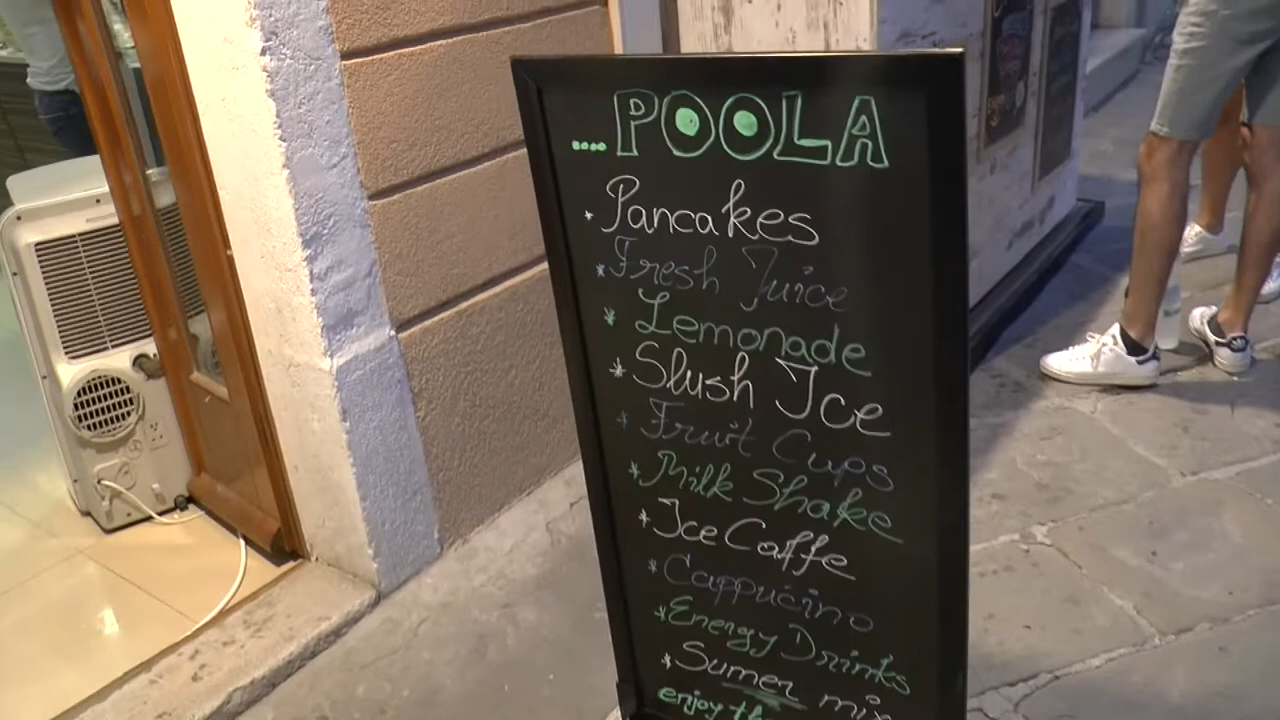 ....POOLA
* Pancakes
* Fresh Juice
* Lemonade
* Slush Ice
* Fruit Cups
* Milk Shake
* Ice Caffe
* Cappucino
* Energy Drinks
* Sumer mix
enjoy